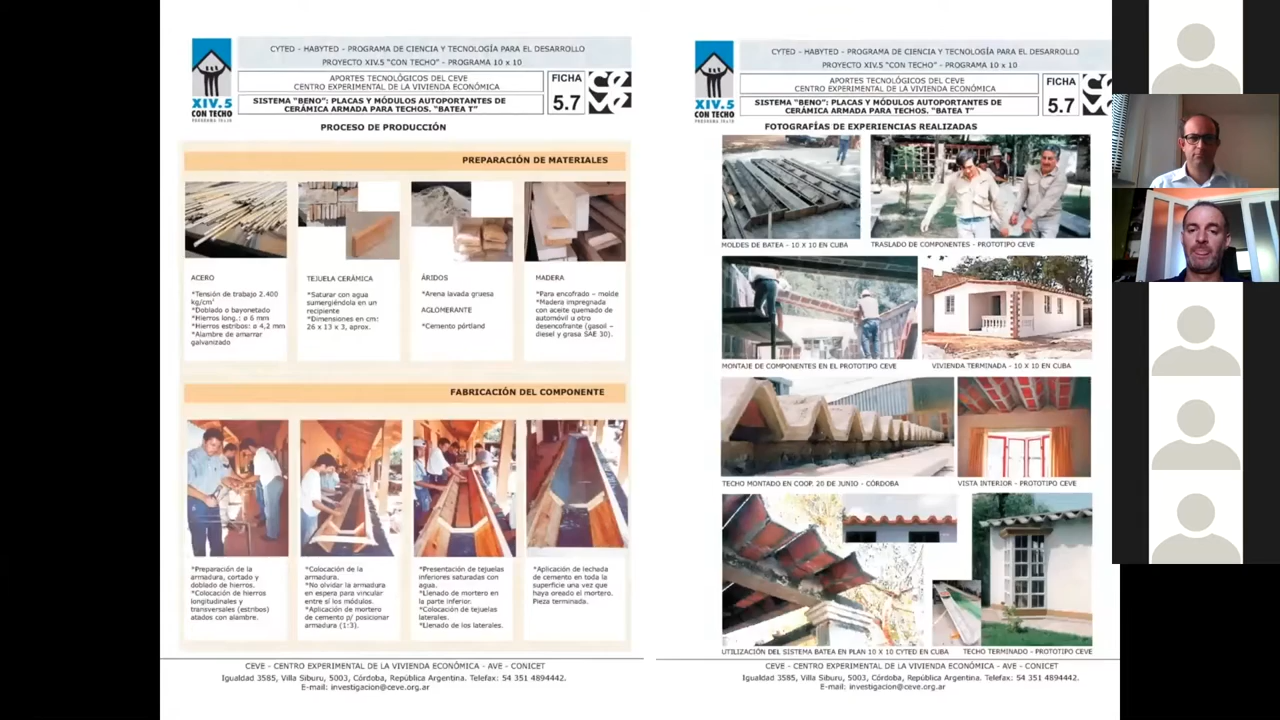 CYTED - HABYTED - PROGRAMA DE CIENCIA Y TECNOLOGÍA PARA EL DESARROLLO
PROYECTO XIV.5 "CON TECHO" - PROGRAMA 10 x 10
APORTES TECNOLÓGICOS DEL CEVE
CENTRO EXPERIMENTAL DE LA VIVIENDA ECONÓMICA
SISTEMA "BENO": PLACAS Y MÓDULOS AUTOPORTANTES DE
CERÁMICA ARMADA PARA TECHOS. "BATEA T"
FICHA
5.7
ceve
XIV.5
CON TECHO
PROGRAMA 10x10
PROCESO DE PRODUCCIÓN
PREPARACIÓN DE MATERIALES
ACERO
*Tensión de trabajo 2.400
kg/cm²
*Doblado o bayonetado
*Hierros long.: ø 6 mm
*Hierros estribos: ø 4,2 mm
*Alambre de amarrar
galvanizado
TEJUELA CERÁMICA
*Saturar con agua
sumergiéndola en un
recipiente
*Dimensiones en cm:
26 x 13 x 3, aprox.
ÁRIDOS
*Arena lavada gruesa
AGLOMERANTE
*Cemento pórtland
MADERA
*Para encofrado – molde
*Madera impregnada
con aceite quemado de
automóvil u otro
desencofrante (gasoil –
diesel y grasa SAE 30).
FABRICACIÓN DEL COMPONENTE
*Preparación de la
armadura, cortado y
doblado de hierros.
*Colocación de hierros
longitudinales y
transversales (estribos)
atados con alambre.
*Colocación de la
armadura.
*No olvidar la armadura
en espera para vincular
entre sí los módulos.
*Aplicación de mortero
de cemento p/ posicionar
armadura (1:3).
*Presentación de tejuelas
inferiores saturadas con
agua.
*Llenado de mortero en
la parte inferior.
*Colocación de tejuelas
laterales.
*Llenado de los laterales.
*Aplicación de lechada
de cemento en toda la
superficie una vez que
haya oreado el mortero.
Pieza terminada.
CEVE - CENTRO EXPERIMENTAL DE LA VIVIENDA ECONÓMICA - AVE - CONICET
Igualdad 3585, Villa Siburu, 5003, Córdoba, República Argentina. Telefax: 54 351 4894442.
E-mail: investigacion@ceve.org.ar
CYTED - HABYTED - PROGRAMA DE CIENCIA Y TECNOLOGÍA PARA EL DESARROLLO
PROYECTO XIV.5 "CON TECHO" - PROGRAMA 10 x 10
APORTES TECNOLÓGICOS DEL CEVE
CENTRO EXPERIMENTAL DE LA VIVIENDA ECONÓMICA
SISTEMA "BENO": PLACAS Y MÓDULOS AUTOPORTANTES DE
CERÁMICA ARMADA PARA TECHOS. "BATEA T"
FICHA
5.7
XIV.5
CON TECHO
PROGRAMA 10x10
FOTOGRAFÍAS DE EXPERIENCIAS REALIZADAS
MOLDES DE BATEA – 10 X 10 EN CUBA
TRASLADO DE COMPONENTES - PROTOTIPO CEVE
MONTAJE DE COMPONENTES EN EL PROTOTIPO CEVE
VIVIENDA TERMINADA - 10 X 10 EN CUBA
TECHO MONTADO EN COOP. 20 DE JUNIO - CÓRDOBA
VISTA INTERIOR - PROTOTIPO CEVE
UTILIZACIÓN DEL SISTEMA BATEA EN PLAN 10 X 10 CYTED EN CUBA
TECHO TERMINADO - PROTOTIPO CEVE
CEVE - CENTRO EXPERIMENTAL DE LA VIVIENDA ECONÓMICA - AVE - CONICET
Igualdad 3585, Villa Siburu, 5003, Córdoba, República Argentina. Telefax: 54 351 4894442.
E-mail: investigacion@ceve.org.ar